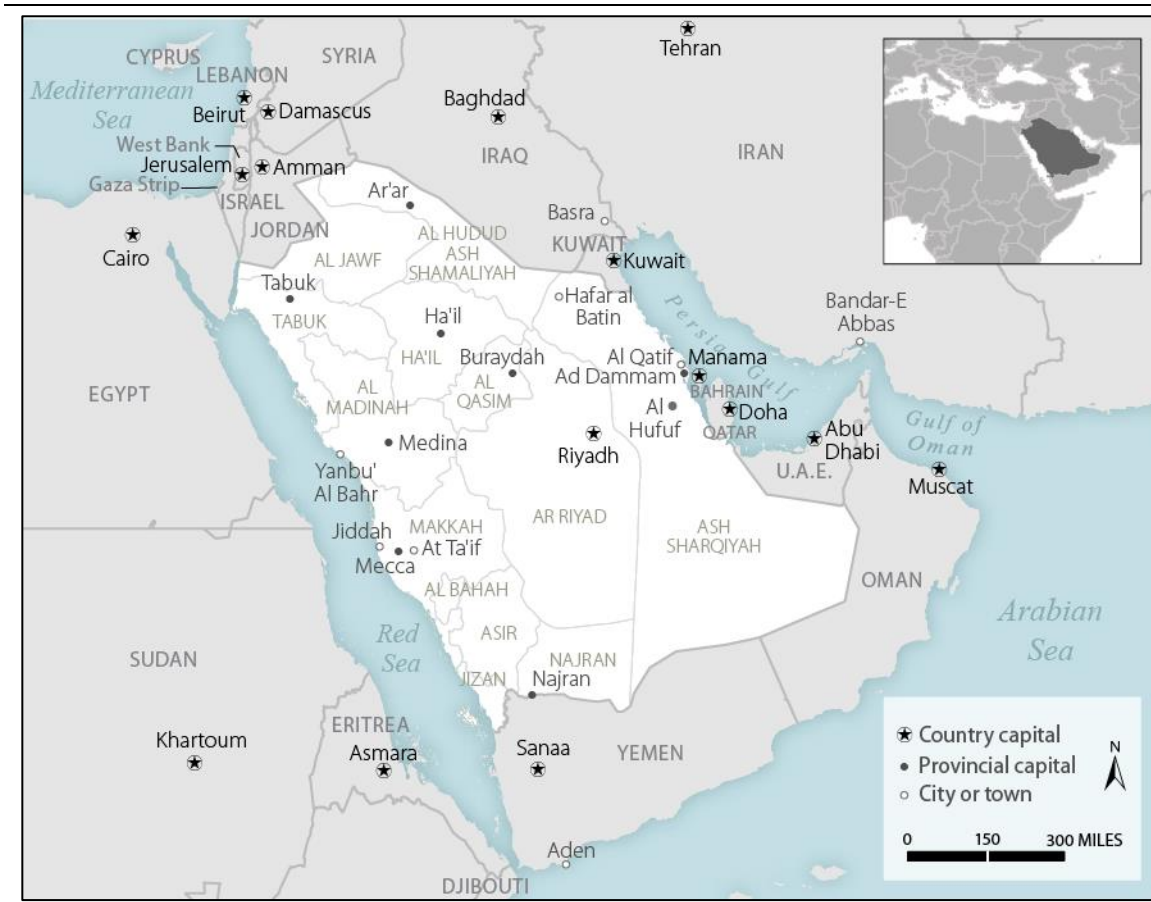 Tehran
CYPRUS
SYRIA
LEBANON
Mediterranean
Sea
Beirut
Damascus
Baghdad
West Bank
Jerusalem
Amman
IRAQ
IRAN
Gaza Strip
ISRAEL
Ar'ar
JORDAN
Basra
Cairo
AL HUDUD
ASH
SHAMALIYAH
AL JAWF
KUWAIT
Kuwait
Tabuk
TABUK
Hafar al
Batin
Bandar-E
Abbas
Ha'il
HA'IL
Persian Gulf
Buraydah
Al Qatif
Manama
Ad Dammam
BAHRAIN
EGYPT
AL
MADINAH
AL
QASIM
Al
Hufuf
Doha
QATAR
Gulf of
Oman
Medina
Riyadh
Abu
Dhabi
U.A.E.
Muscat
Yanbu'
Al Bahr
AR RIYAD
ASH
SHARQIYAH
Jiddah
MAKKAH
At Ta'if
Mecca
OMAN
AL BAHAH
Arabian
Sea
Red
Sea
ASIR
SUDAN
NAJRAN
JIZAN
Najran
ERITREA
Khartoum
Asmara
Sanaa
YEMEN
Aden
DJIBOUTI
Country capital
Provincial capital
City or town
N
0 150 300 MILES